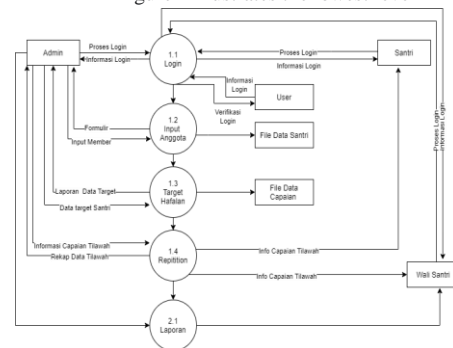 Admin
Proses Login
Informasi Login
1.1
Login
Proses Login
Informasi Login
Santri
Informasi
Login
User
Verifikasi
Login
Proses Login
Informasi Login
Formulir
Input Member
1.2
Input
Anggota
File Data Santri
Laporan Data Target
Data target Santri
1.3
Target
Hafalan
File Data
Capaian
Informasi Capaian Tilawah
Rekap Data Tilawah
1.4
Repitition
Info Capaian Tilawah
Info Capaian Tilawah
Wali Santri
2.1
Laporan